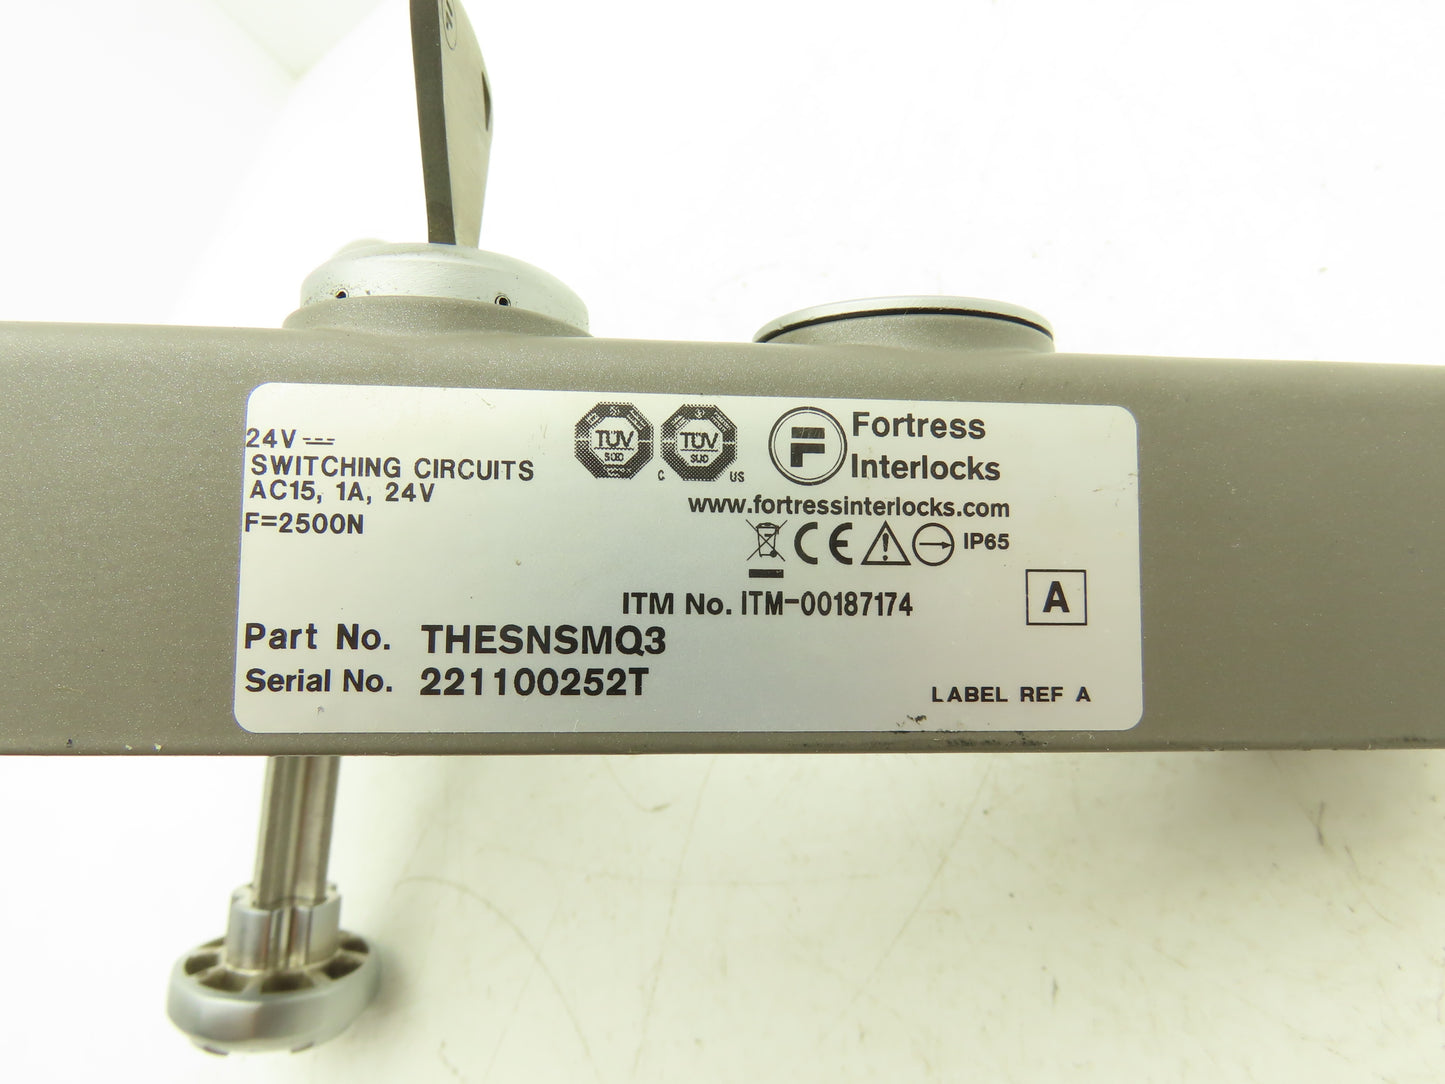 24V ⎓
SWITCHING CIRCUITS
AC15, 1A, 24V
F=2500N
TÜV
SÜD
TÜV
SÜD
C US
Fortress
Interlocks
www.fortressinterlocks.com
CE IP65
ITM No. ITM-00187174
A
Part No. THESNSMQ3
Serial No. 221100252T
LABEL REF A